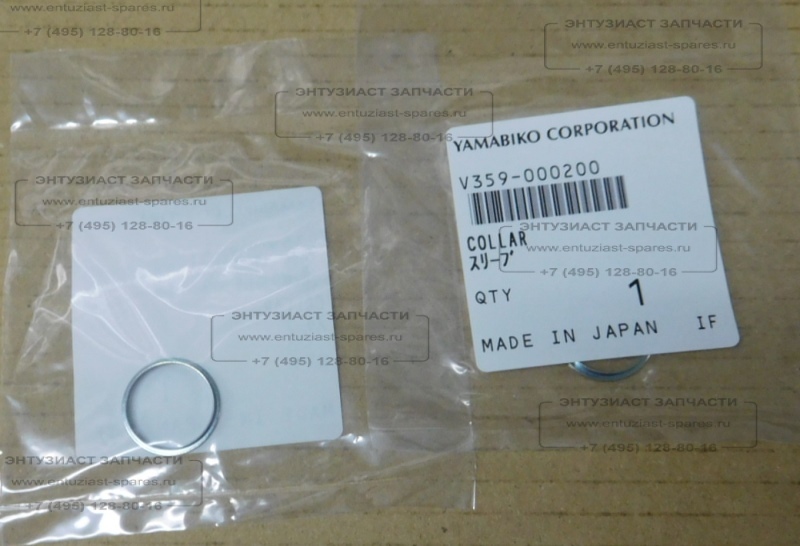 www.entuziast-spares.ru
+7 (495) 128-80-16
ЭНТУЗИАСТ ЗАПЧАСТИ
www.entuziast-spares.ru
+7 (495) 128-80-16
ЭНТУЗИАСТ ЗАПЧАСТИ
www.entuziast-spares.ru
+7 (495) 128-80-16
YAMABIKO CORPORATION
V359-000200
COLLAR
スリーブ
QTY 1
MADE IN JAPAN IF
ЭНТУЗИАСТ ЗАПЧАСТИ
www.entuziast-spares.ru
+7 (495) 128-80-16
ЭНТУЗИАСТ ЗАПЧАСТИ
www.entuziast-spares.ru
+7 (495) 128-80-16
ЭНТУЗИАСТ ЗАПЧАСТИ
www.entuziast-spares.ru
+7 (495) 128-80-16
ЭНТУЗИАСТ ЗАПЧАСТИ
www.entuziast-spares.ru
+7 (495) 128-80-16
ЭНТУЗИАСТ ЗАПЧАСТИ
www.entuziast-spares.ru
+7 (495) 128-80-16